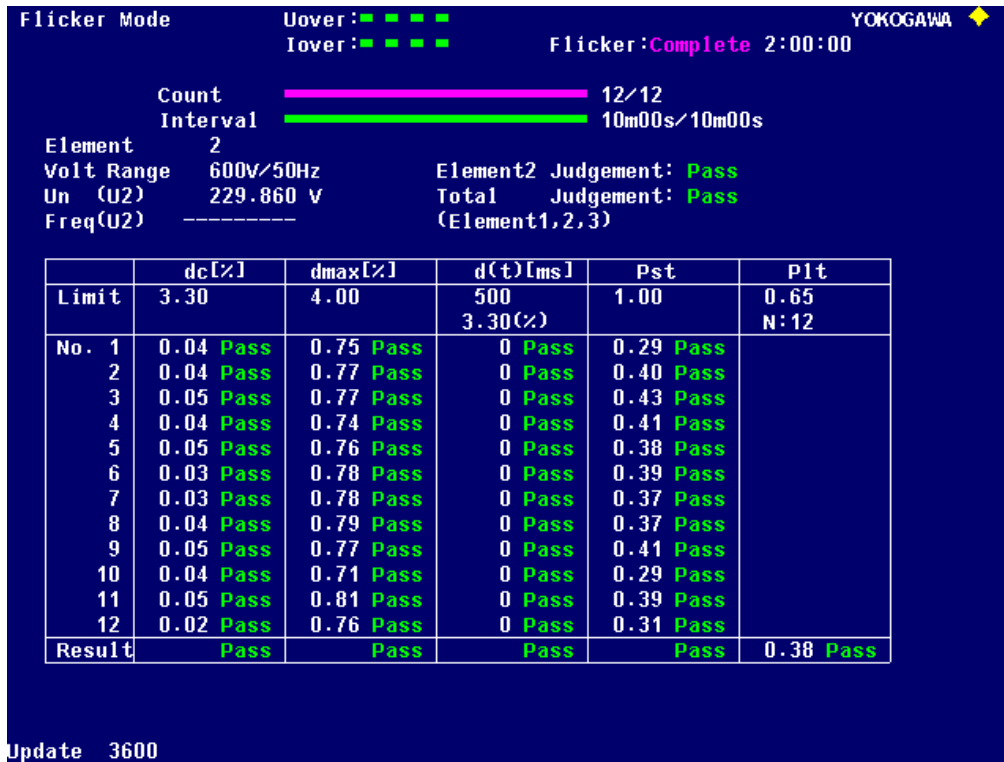 Flicker Mode Uover: YOKOGAWA
Iover: Flicker:Complete 2:00:00
Count 12/12
Interval 10m00s/10m00s
Element 2
Volt Range 600V/50Hz Element2 Judgement: Pass
Un (U2) 229.860 V Total Judgement: Pass
Freq(U2) --------- (Element1,2,3)
dc[%] dmax[%] d(t)[ms] Pst Plt
Limit 3.30 4.00 500 1.00 0.65
3.30(%) N:12
No. 1 0.04 Pass 0.75 Pass 0 Pass 0.29 Pass
2 0.04 Pass 0.77 Pass 0 Pass 0.40 Pass
3 0.05 Pass 0.77 Pass 0 Pass 0.43 Pass
4 0.04 Pass 0.74 Pass 0 Pass 0.41 Pass
5 0.05 Pass 0.76 Pass 0 Pass 0.38 Pass
6 0.03 Pass 0.78 Pass 0 Pass 0.39 Pass
7 0.03 Pass 0.78 Pass 0 Pass 0.37 Pass
8 0.04 Pass 0.79 Pass 0 Pass 0.37 Pass
9 0.05 Pass 0.77 Pass 0 Pass 0.41 Pass
10 0.04 Pass 0.71 Pass 0 Pass 0.29 Pass
11 0.05 Pass 0.81 Pass 0 Pass 0.39 Pass
12 0.02 Pass 0.76 Pass 0 Pass 0.31 Pass
Result Pass Pass Pass Pass 0.38 Pass
Update 3600